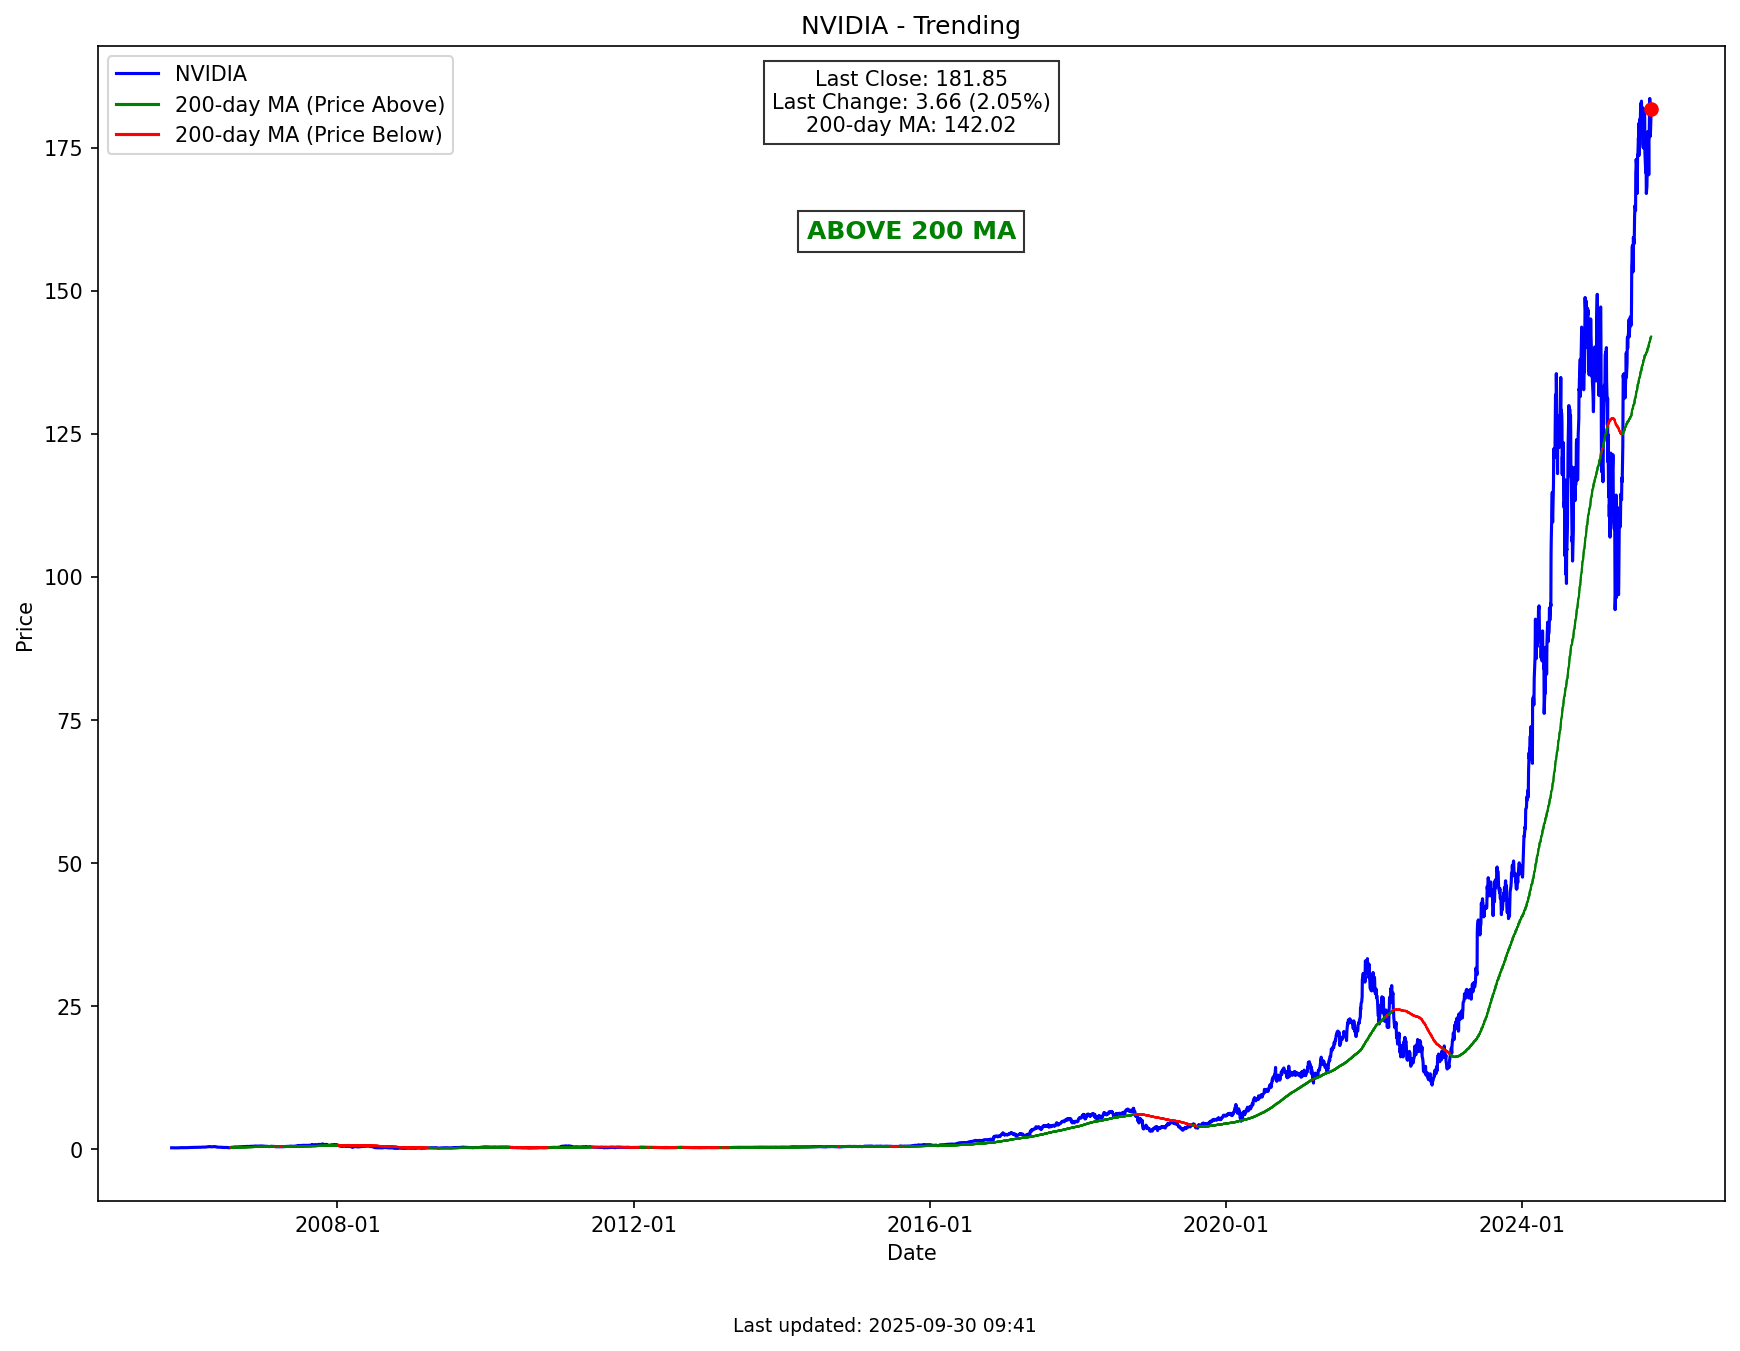 NVIDIA - Trending
NVIDIA
200-day MA (Price Above)
200-day MA (Price Below)
Last Close: 181.85
Last Change: 3.66 (2.05%)
200-day MA: 142.02
ABOVE 200 MA
175
150
125
100
75
50
25
0
Price
2008-01
2012-01
2016-01
2020-01
2024-01
Date
Last updated: 2025-09-30 09:41